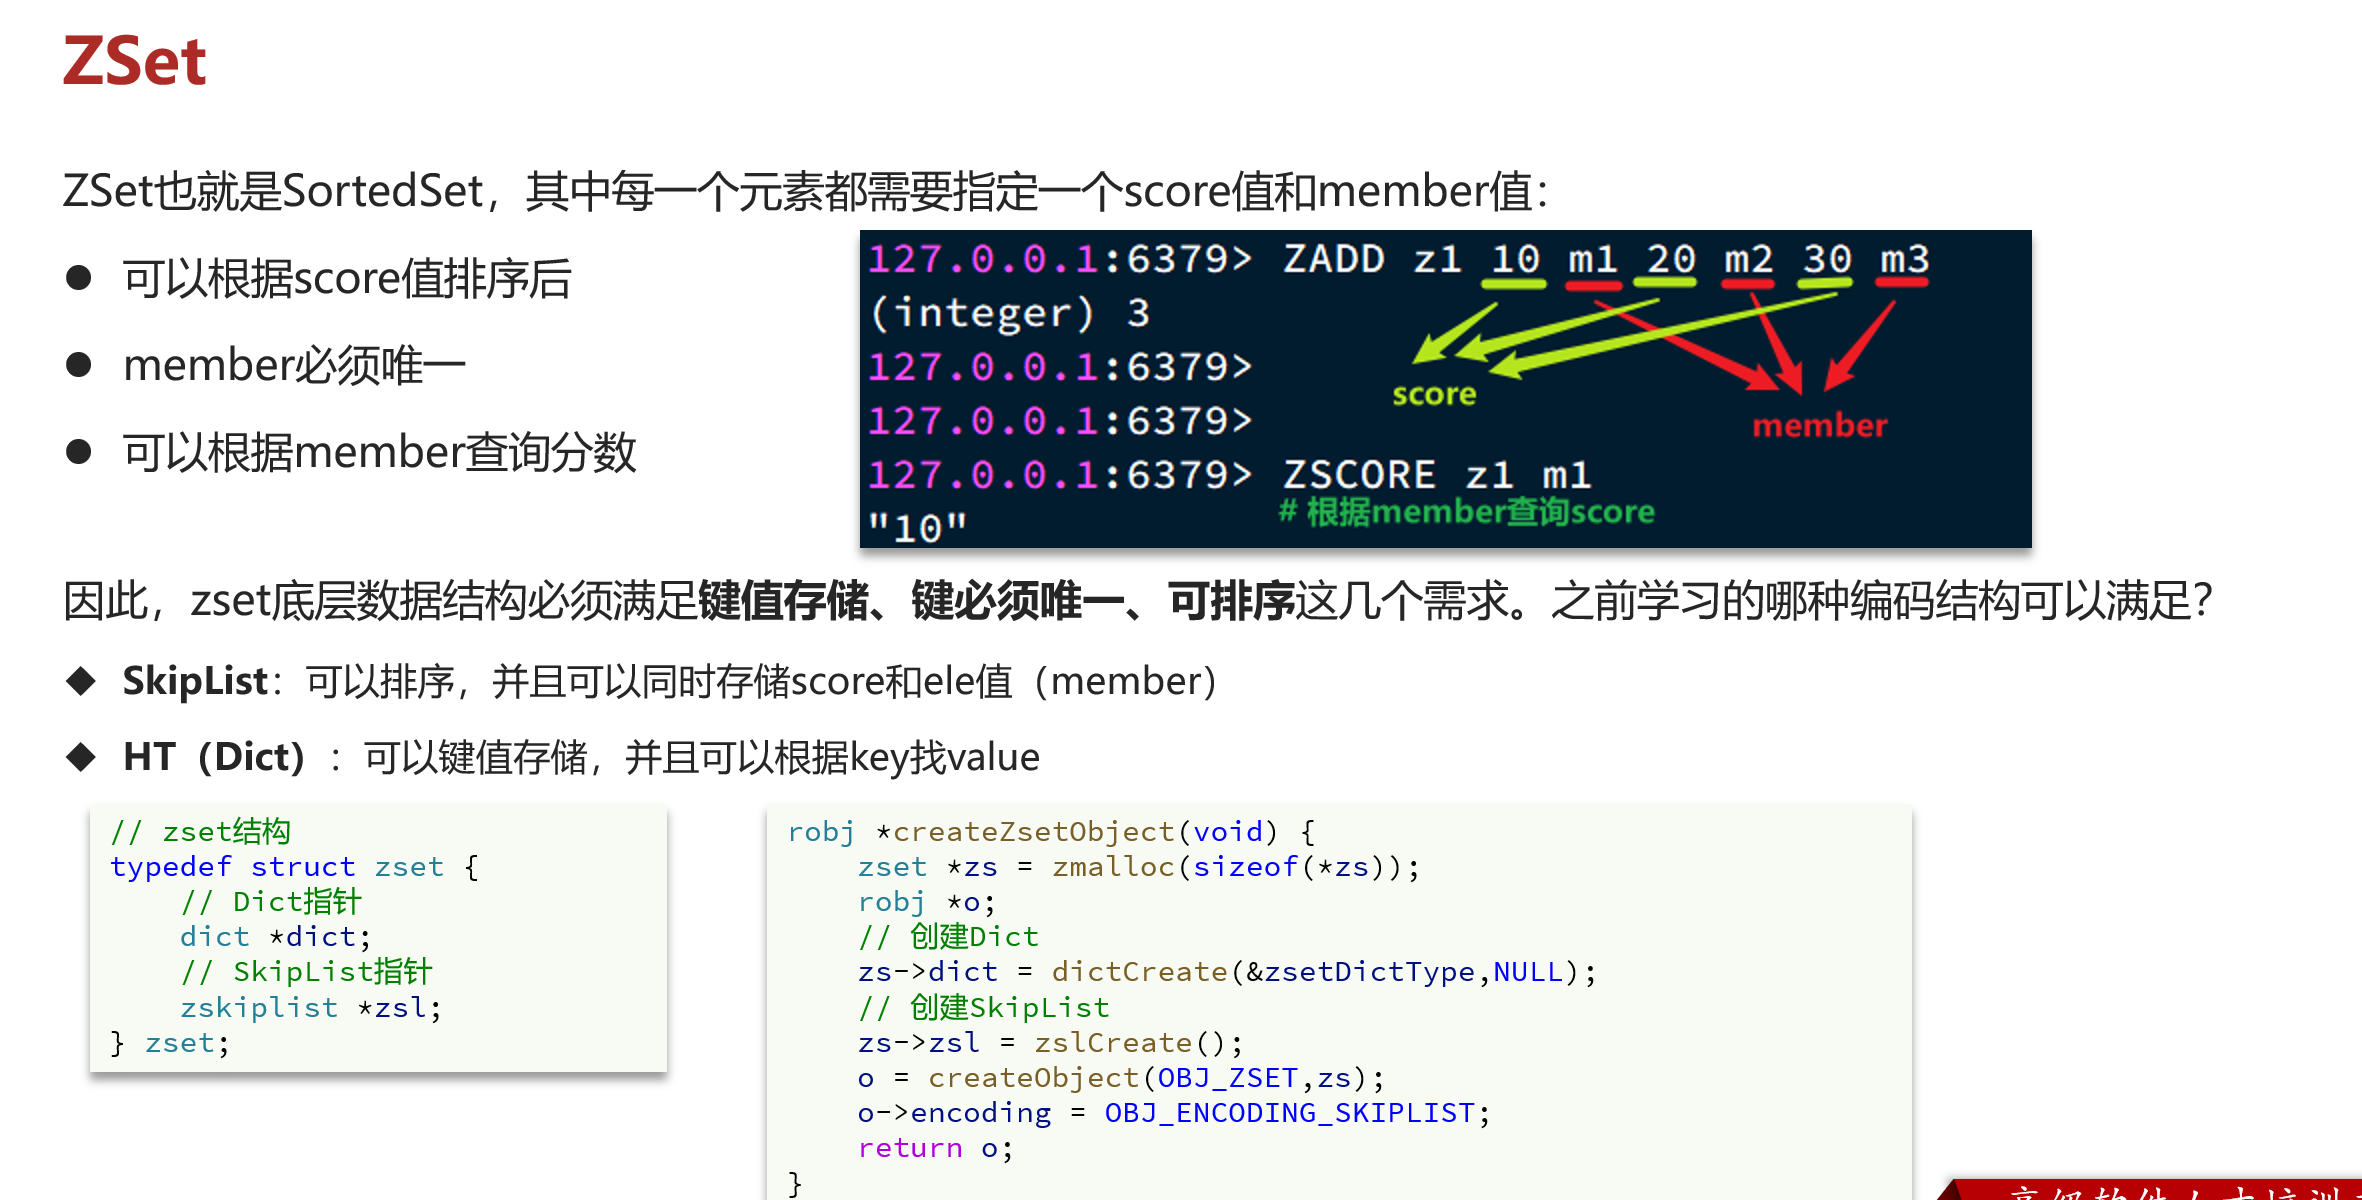 ZSet
ZSet也就是SortedSet，其中每一个元素都需要指定一个score值和member值：
● 可以根据score值排序后
● member必须唯一
● 可以根据member查询分数
127.0.0.1:6379> ZADD z1 10 m1 20 m2 30 m3
(integer) 3
127.0.0.1:6379>
score
member
127.0.0.1:6379>
127.0.0.1:6379> ZSCORE z1 m1
# 根据member查询score
"10"
因此，zset底层数据结构必须满足键值存储、键必须唯一、可排序这几个需求。之前学习的哪种编码结构可以满足？
◆ SkipList：可以排序，并且可以同时存储score和ele值（member）
◆ HT（Dict）：可以键值存储，并且可以根据key找value
// zset结构
typedef struct zset {
    // Dict指针
    dict *dict;
    // SkipList指针
    zskiplist *zsl;
} zset;
robj *createZsetObject(void) {
    zset *zs = zmalloc(sizeof(*zs));
    robj *o;
    // 创建Dict
    zs->dict = dictCreate(&zsetDictType,NULL);
    // 创建SkipList
    zs->zsl = zslCreate();
    o = createObject(OBJ_ZSET,zs);
    o->encoding = OBJ_ENCODING_SKIPLIST;
    return o;
}